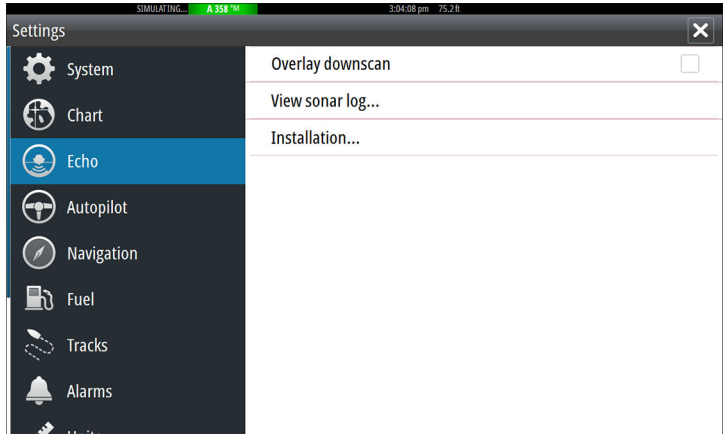 SIMULATING... A 358 °M 3:04:08 pm 75.2 ft
Settings
System
Overlay downscan
Chart
View sonar log...
Installation...
Echo
Autopilot
Navigation
Fuel
Tracks
Alarms
Units